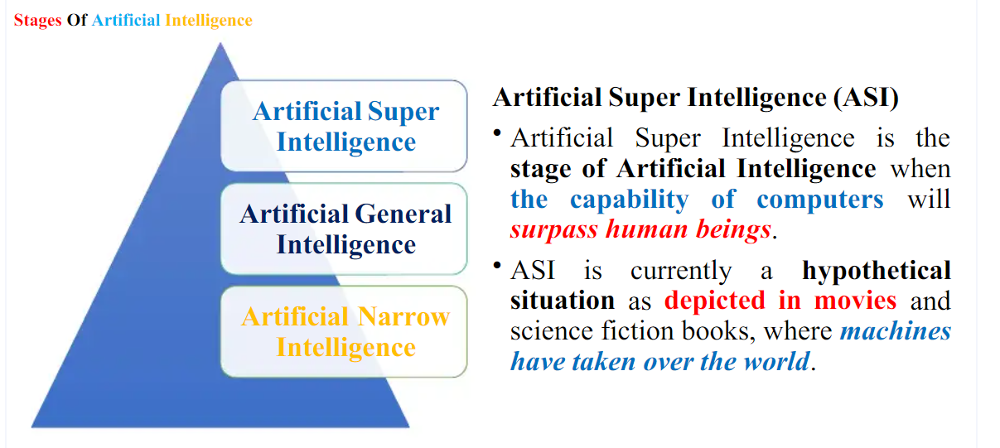 Stages Of Artificial Intelligence
Artificial Super
Intelligence
Artificial General
Intelligence
Artificial Narrow
Intelligence
Artificial Super Intelligence (ASI)
• Artificial Super Intelligence is the
stage of Artificial Intelligence when
the capability of computers will
surpass human beings.
• ASI is currently a hypothetical
situation as depicted in movies and
science fiction books, where machines
have taken over the world.